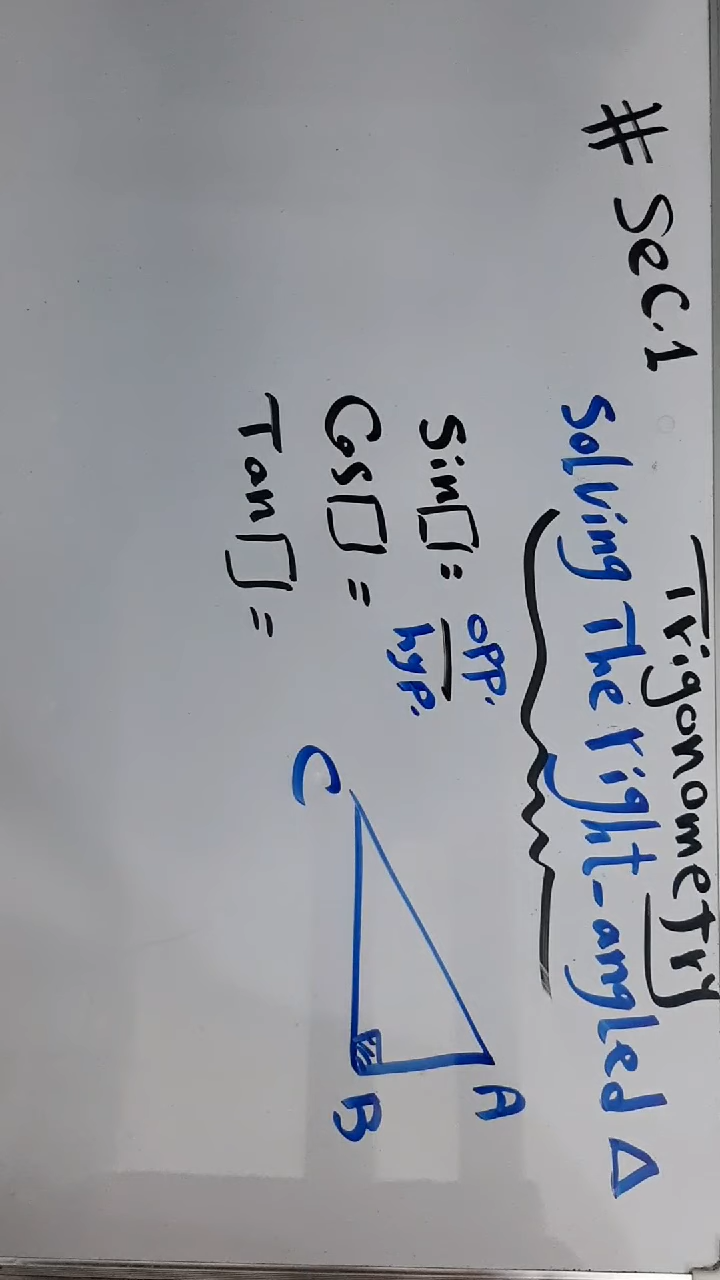 # Sec.1
Trigonometry
Solving The right-angled Δ
Sin□ = opp.
hyp.
Cos□ =
Tan□ =
A
B
C